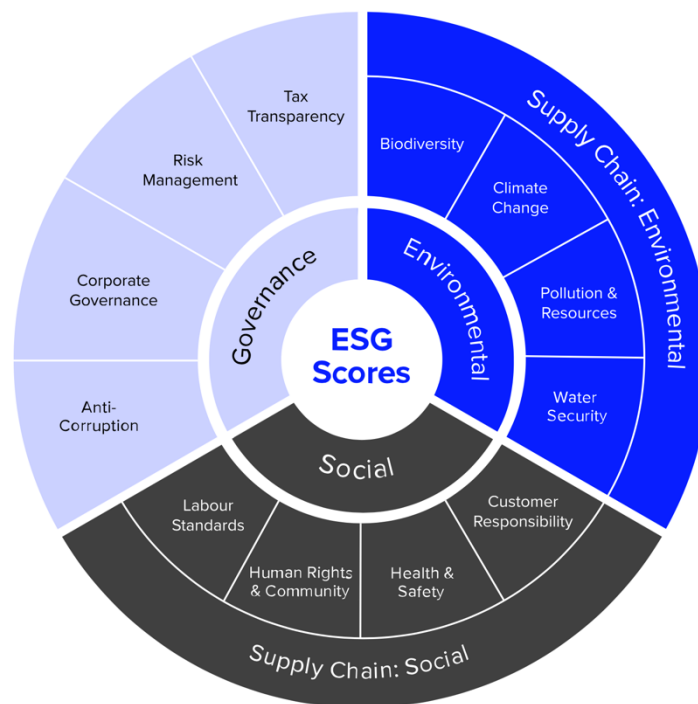 ESG
Scores
Governance
Environmental
Social
Tax
Transparency
Risk
Management
Corporate
Governance
Anti-
Corruption
Biodiversity
Climate
Change
Pollution &
Resources
Water
Security
Supply Chain: Environmental
Customer
Responsibility
Health &
Safety
Human Rights
& Community
Labour
Standards
Supply Chain: Social